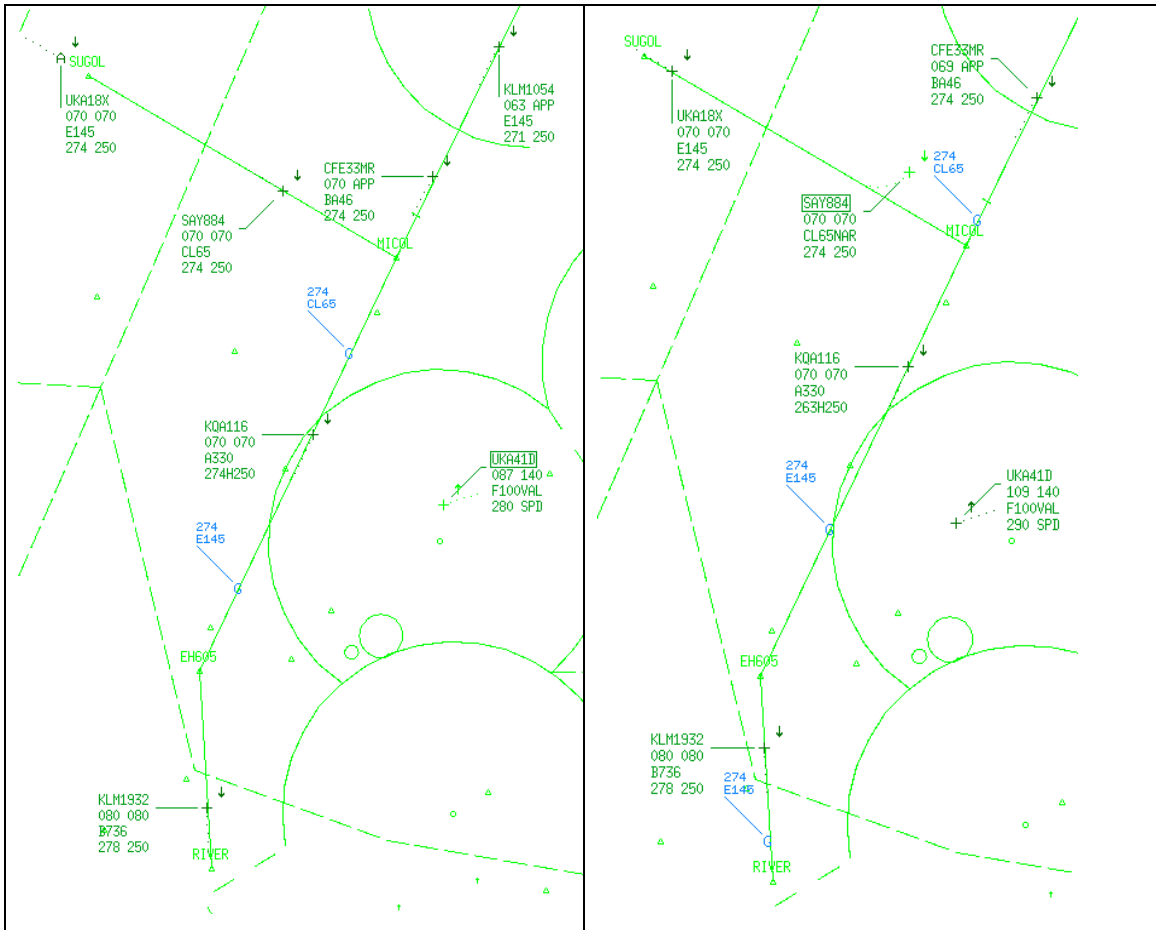 SUGOL
UKA18X
070 070
E145
274 250
KLM1054
063 APP
E145
271 250
CFE33MR
070 APP
BA46
274 250
SAY884
070 070
CL65
274 250
MICOL
274
CL65
G
KQA116
070 070
A330
274H250
UKA41D
087 140
F100VAL
280 SPD
274
E145
G
EH605
KLM1932
080 080
B736
278 250
RIVER
SUGOL
UKA18X
070 070
E145
274 250
CFE33MR
069 APP
BA46
274 250
274
CL65
G
SAY884
070 070
CL65NAR
274 250
MICOL
KQA116
070 070
A330
263H250
274
E145
G
UKA41D
109 140
F100VAL
290 SPD
EH605
KLM1932
080 080
B736
278 250
274
E145
G
RIVER